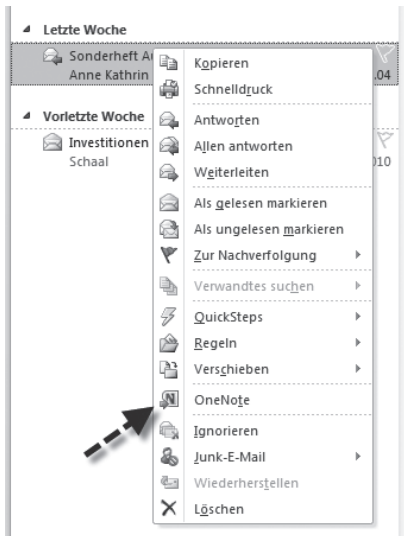 Letzte Woche
Sonderheft
Anne Kathrin
.04
Kopieren
Schnelldruck
Antworten
Allen antworten
Weiterleiten
Als gelesen markieren
Als ungelesen markieren
Zur Nachverfolgung
Verwandtes suchen
QuickSteps
Regeln
Verschieben
OneNote
Ignorieren
Junk-E-Mail
Wiederherstellen
Löschen
Vorletzte Woche
Investitionen
Schaal
010